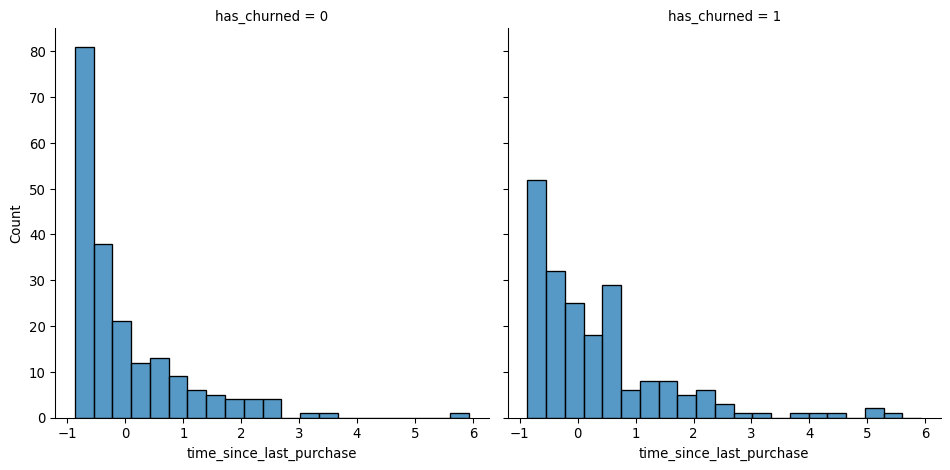 has_churned = 0
has_churned = 1
80
70
60
50
40
30
20
10
0
Count
−1 0 1 2 3 4 5 6
−1 0 1 2 3 4 5 6
time_since_last_purchase
time_since_last_purchase